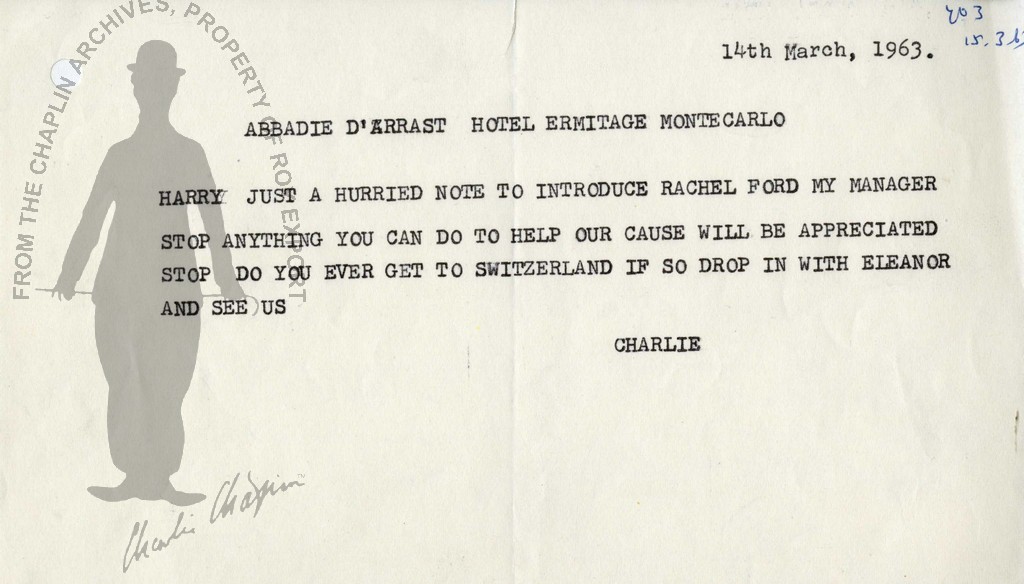 FROM THE CHAPLIN ARCHIVES, PROPERTY OF ROY EXPORT
15.3.63
14th March, 1963.
ABBADIE D'ARRAST HOTEL ERMITAGE MONTECARLO
HARRY JUST A HURRIED NOTE TO INTRODUCE RACHEL FORD MY MANAGER
STOP ANYTHING YOU CAN DO TO HELP OUR CAUSE WILL BE APPRECIATED
STOP DO YOU EVER GET TO SWITZERLAND IF SO DROP IN WITH ELEANOR
AND SEE US
CHARLIE
Charlie Chaplin